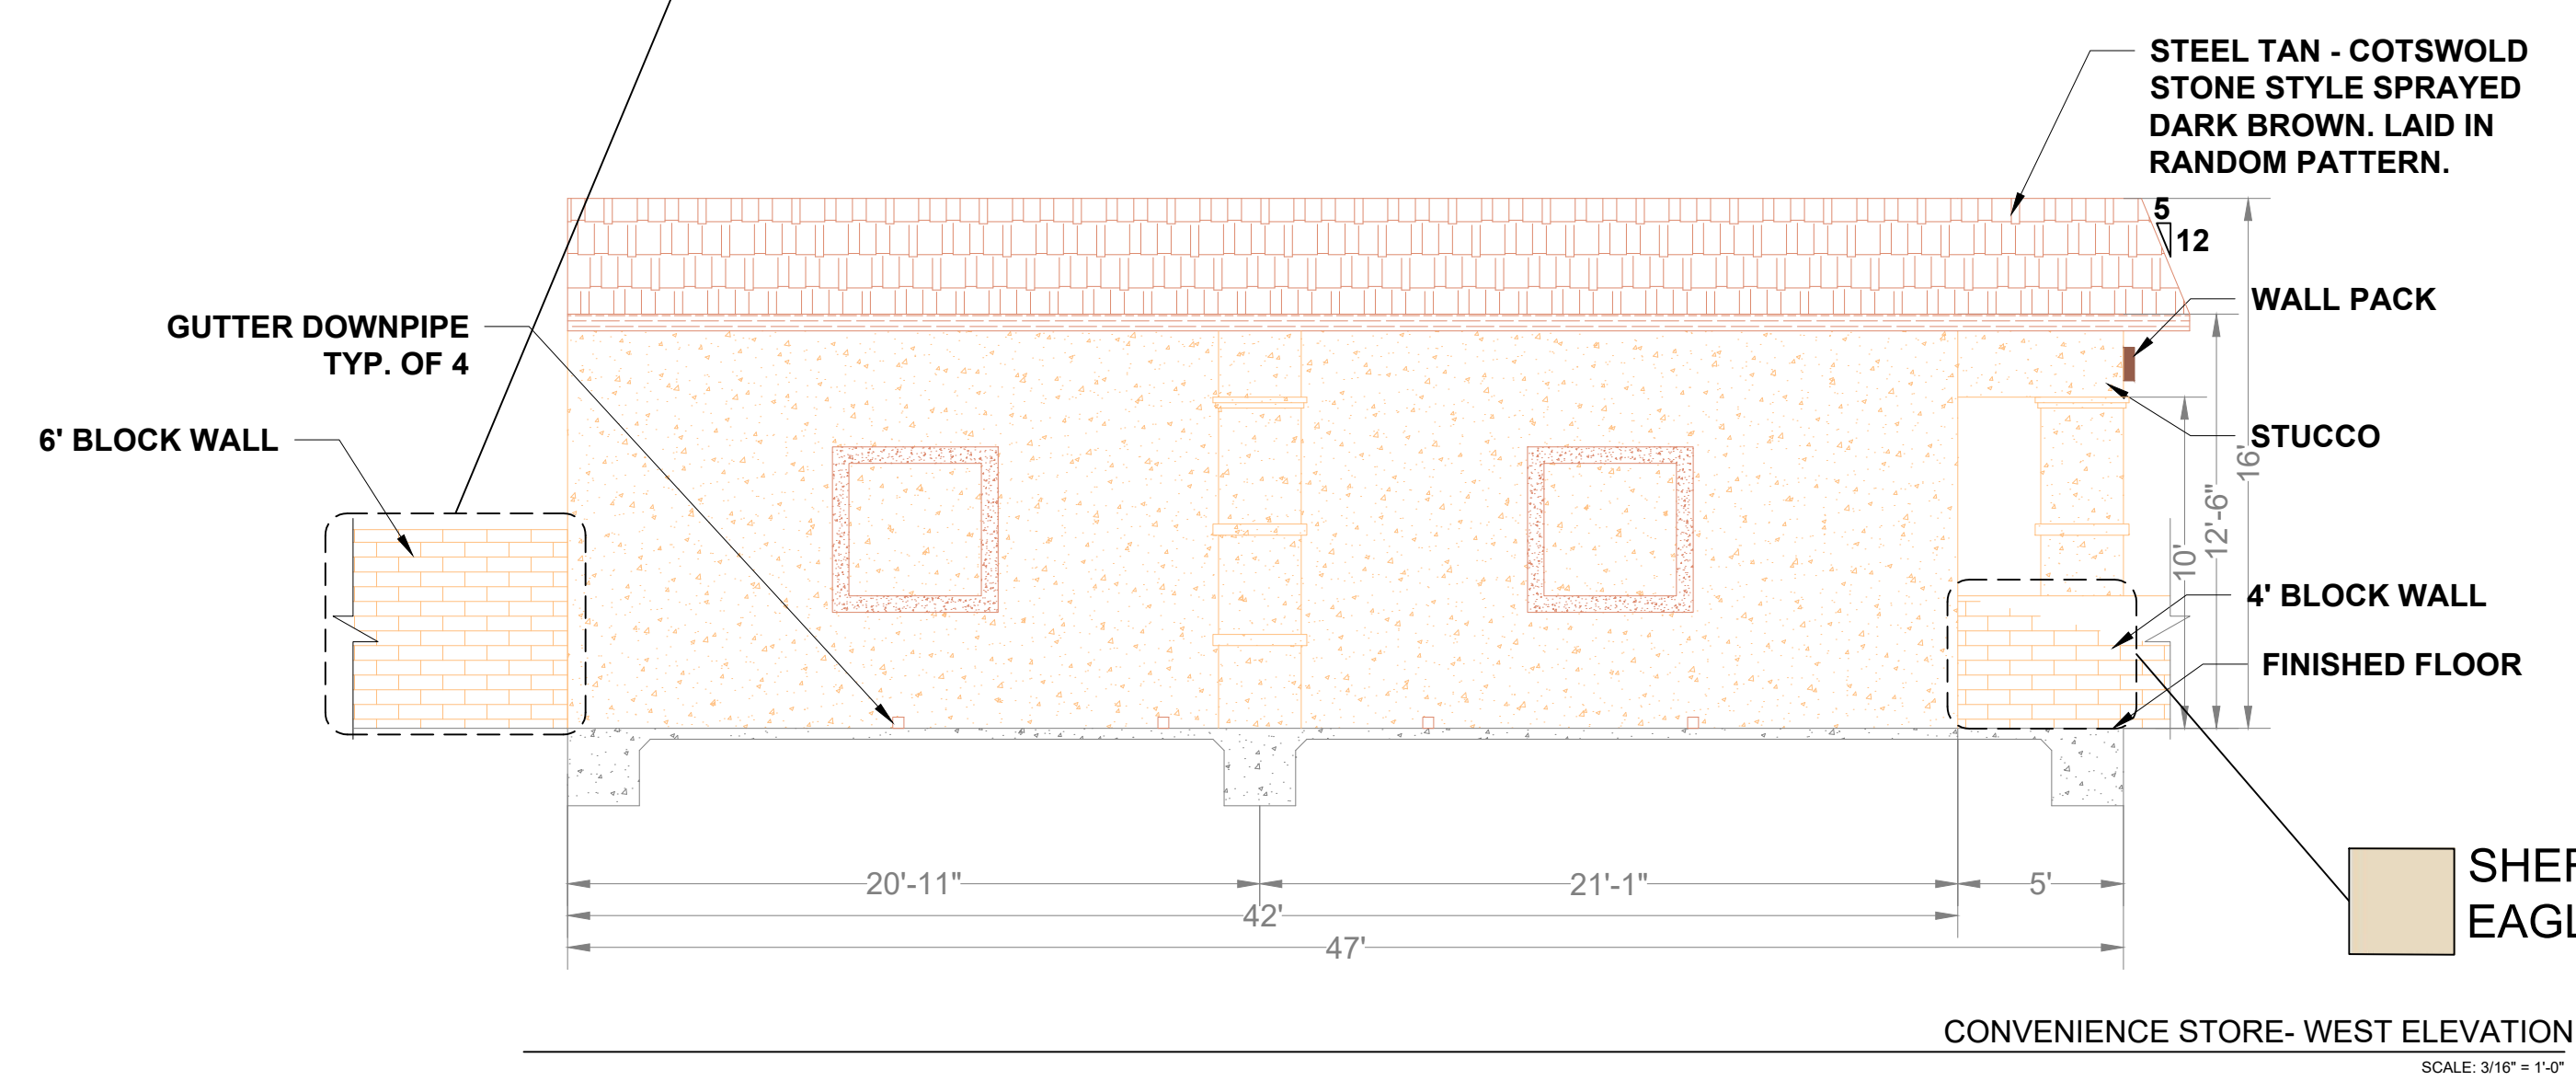 STEEL TAN - COTSWOLD
STONE STYLE SPRAYED
DARK BROWN. LAID IN
RANDOM PATTERN.
5
12
WALL PACK
GUTTER DOWNPIPE
TYP. OF 4
STUCCO
6' BLOCK WALL
16'
12'-6"
10'
4' BLOCK WALL
FINISHED FLOOR
20'-11"
21'-1"
5'
42'
47'
CONVENIENCE STORE- WEST ELEVATION
SCALE: 3/16" = 1'-0"